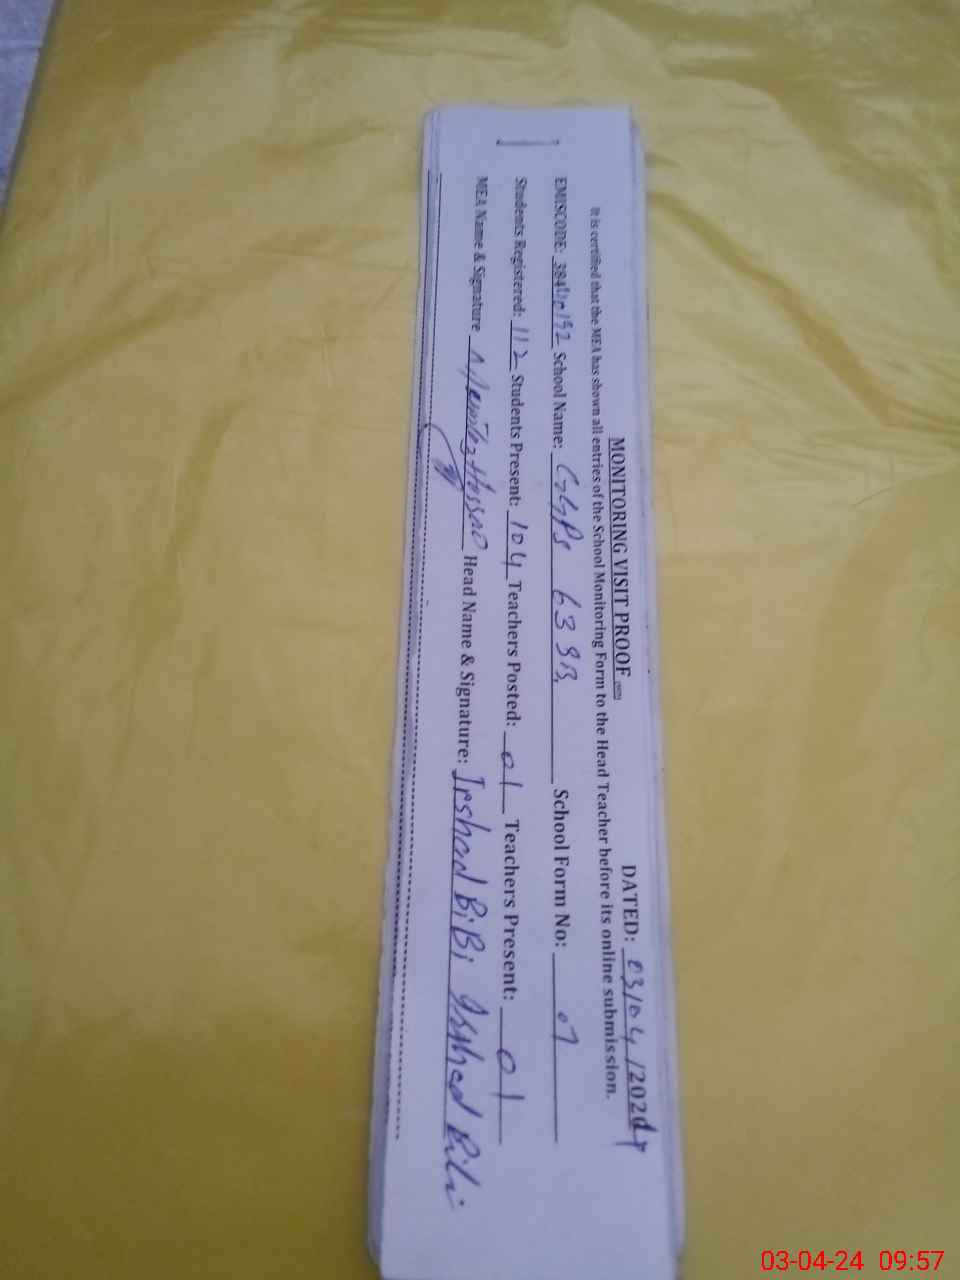 MONITORING VISIT PROOF DATED: 03/04/2024
It is certified that the MEA has shown all entries of the School Monitoring Form to the Head Teacher before its online submission.
EMISCODE: School Name: GGPS 63 SB, School Form No: 07
Students Registered: 112 Students Present: 104 Teachers Posted: 01 Teachers Present: 01
MEA Name & Signature Head Name & Signature: Irshad BiBi Irshad Bibi
03-04-24 09:57